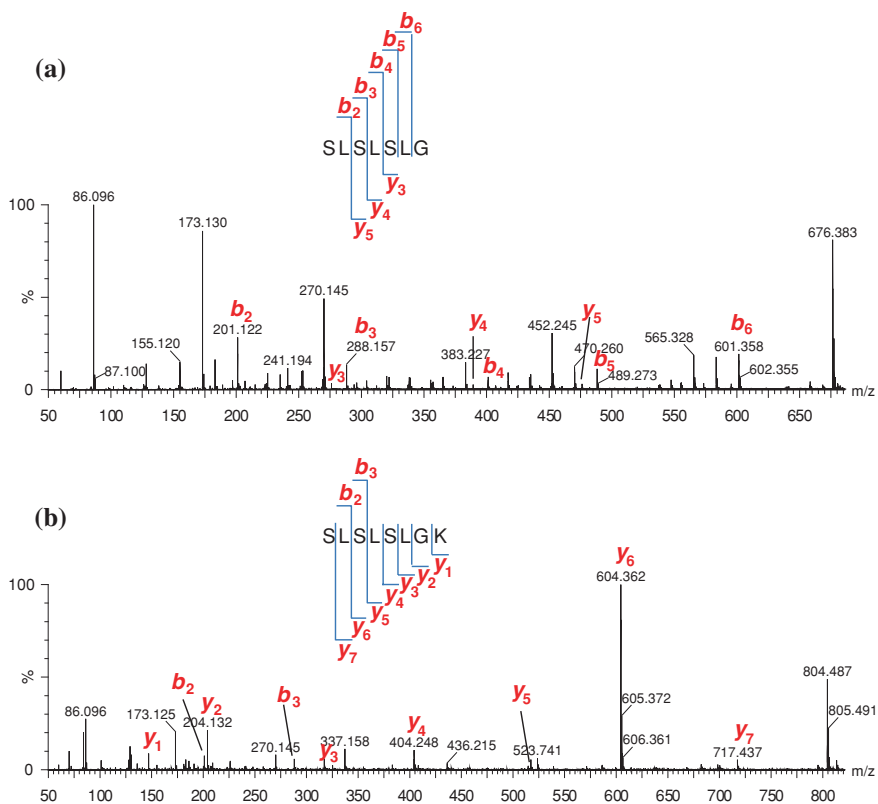 (a)
b6
b5
b4
b3
b2
SLSLSLG
y3
y4
y5
100
86.096
173.130
676.383
%
b2
270.145
y4
y5
201.122
b3
b6
155.120
288.157
452.245
470.260
565.328
601.358
87.100
241.194
y3
383.227
b4
b5
489.273
602.355
0
50 100 150 200 250 300 350 400 450 500 550 600 650 m/z
(b)
b3
b2
SLSLSLGK
y1
y2
y3
y4
y5
y6
y7
y6
100
604.362
%
804.487
b2
y2
b3
y5
605.372
805.491
86.096
173.125
204.132
y4
y1
270.145
337.158
404.248
436.215
523.741
606.361
y7
717.437
y3
0
50 100 150 200 250 300 350 400 450 500 550 600 650 700 750 800 m/z